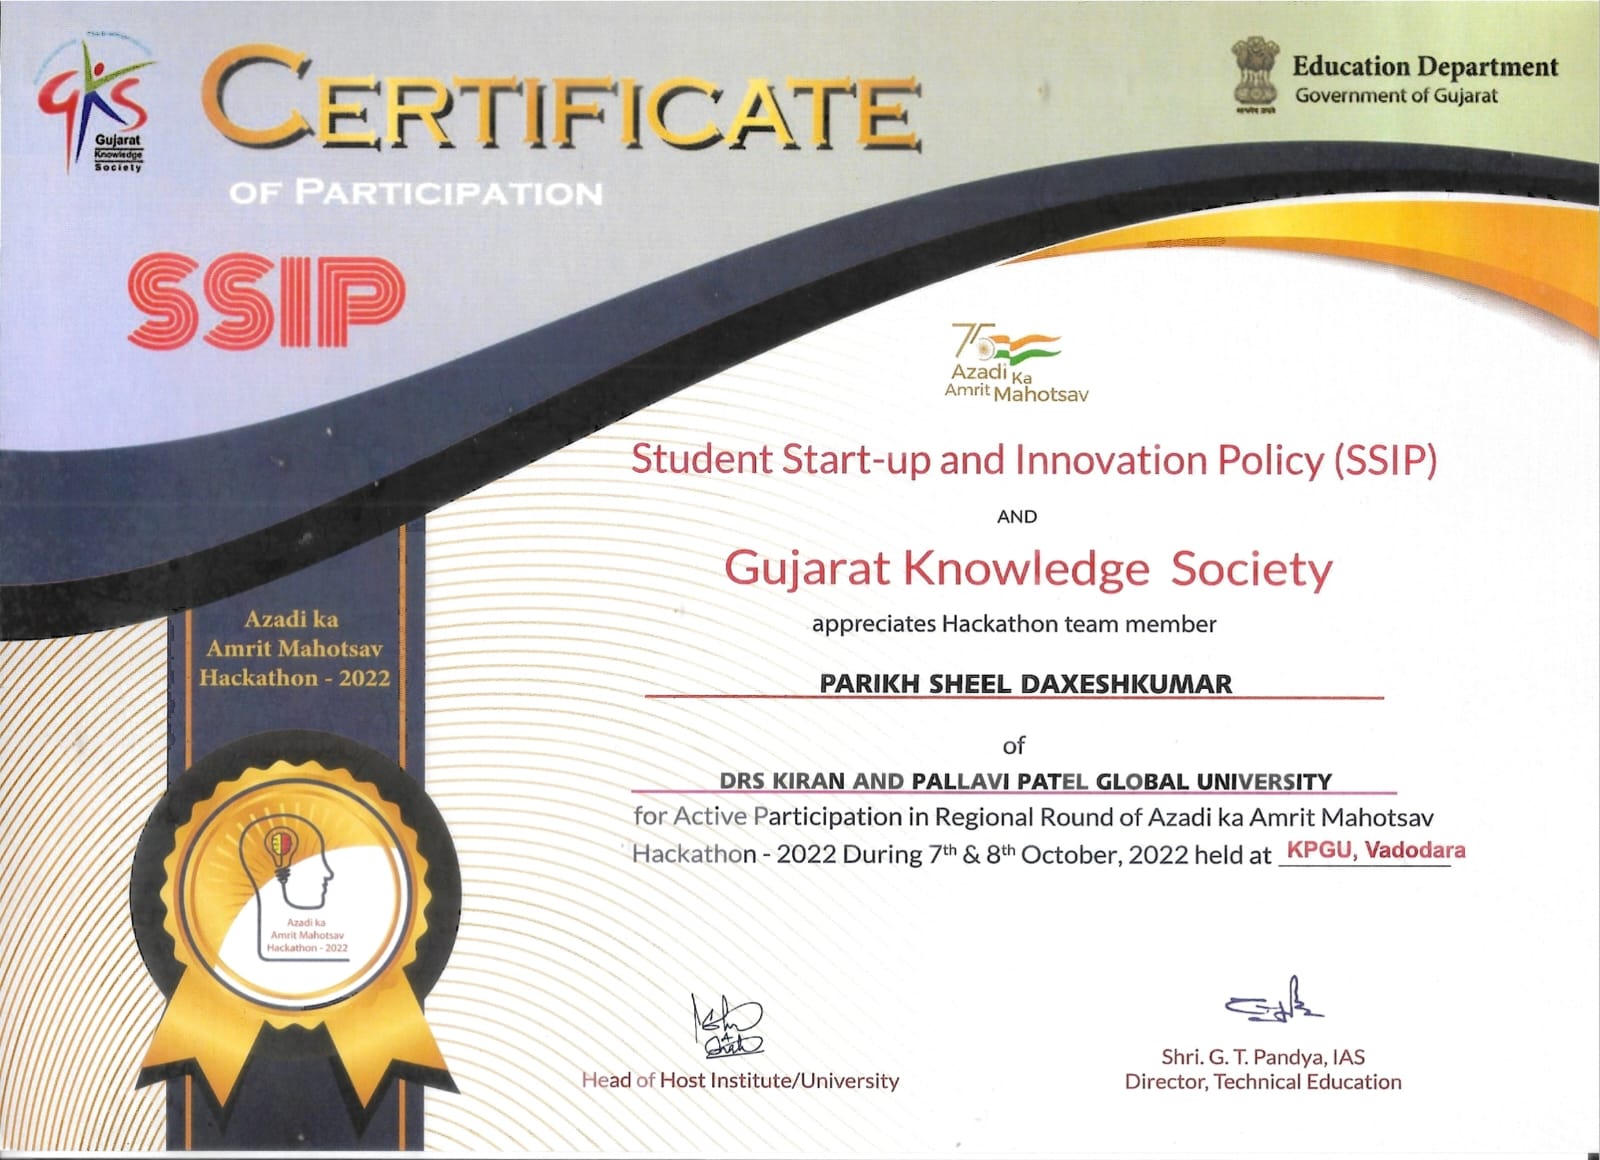 GKS
Gujarat
Knowledge
Society
CERTIFICATE
OF PARTICIPATION
Education Department
Government of Gujarat
SSIP
75
Azadi Ka
Amrit Mahotsav
Student Start-up and Innovation Policy (SSIP)
AND
Gujarat Knowledge Society
appreciates Hackathon team member
PARIKH SHEEL DAXESHKUMAR
of
DRS KIRAN AND PALLAVI PATEL GLOBAL UNIVERSITY
for Active Participation in Regional Round of Azadi ka Amrit Mahotsav
Hackathon - 2022 During 7th & 8th October, 2022 held at KPGU, Vadodara
Azadi ka
Amrit Mahotsav
Hackathon - 2022
Azadi ka
Amrit Mahotsav
Hackathon - 2022
Head of Host Institute/University
Shri. G. T. Pandya, IAS
Director, Technical Education